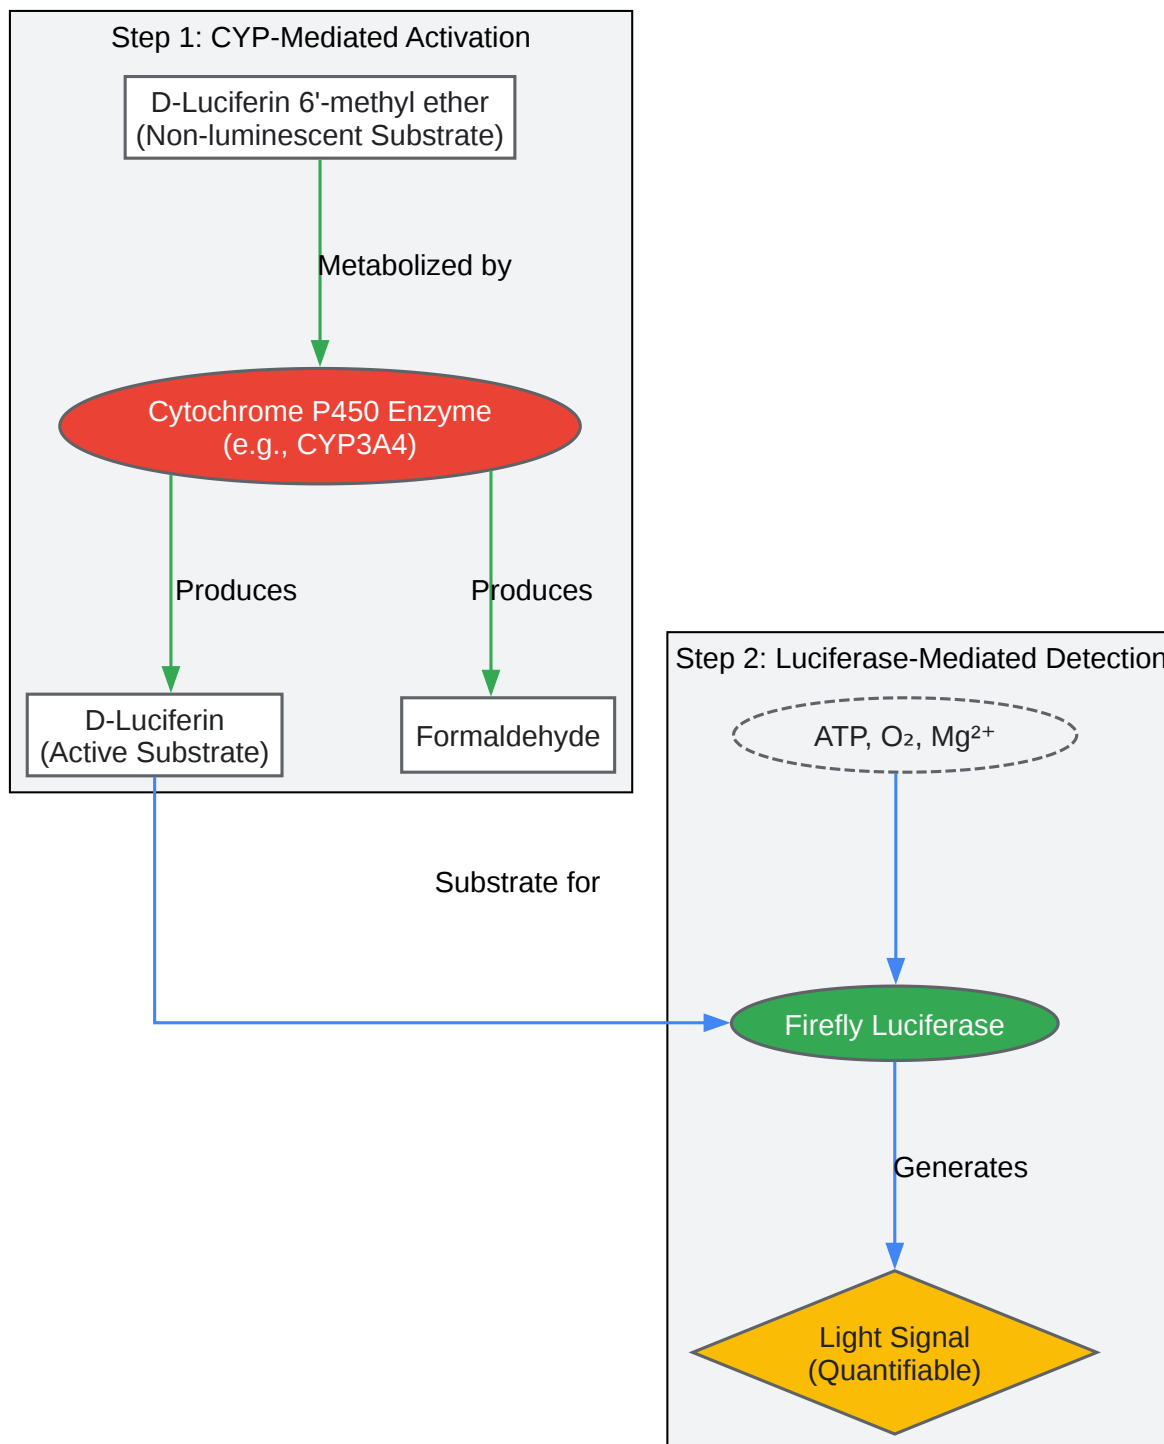 Step 1: CYP-Mediated Activation
D-Luciferin 6'-methyl ether
(Non-luminescent Substrate)
Metabolized by
Cytochrome P450 Enzyme
(e.g., CYP3A4)
Produces
Produces
D-Luciferin
(Active Substrate)
Formaldehyde
Substrate for
Step 2: Luciferase-Mediated Detection
ATP, O₂, Mg²⁺
Firefly Luciferase
Generates
Light Signal
(Quantifiable)